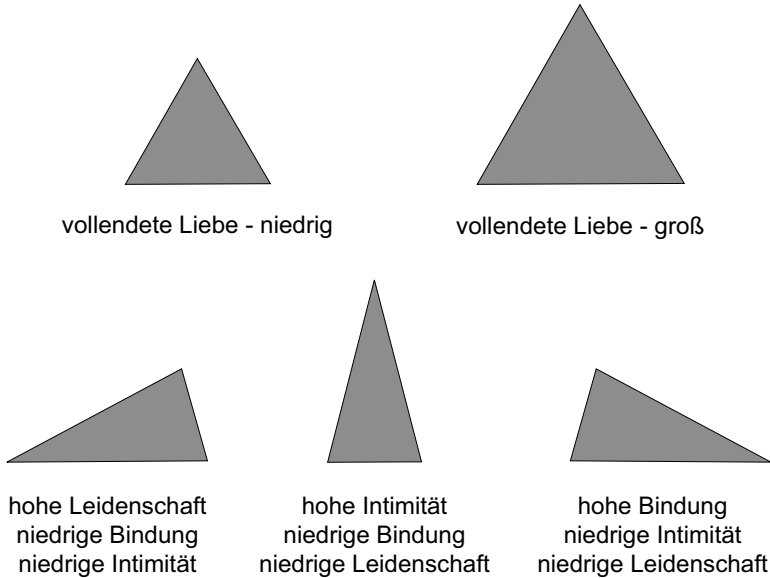 vollendete Liebe - niedrig
vollendete Liebe - groß
hohe Leidenschaft
niedrige Bindung
niedrige Intimität
hohe Intimität
niedrige Bindung
niedrige Leidenschaft
hohe Bindung
niedrige Intimität
niedrige Leidenschaft